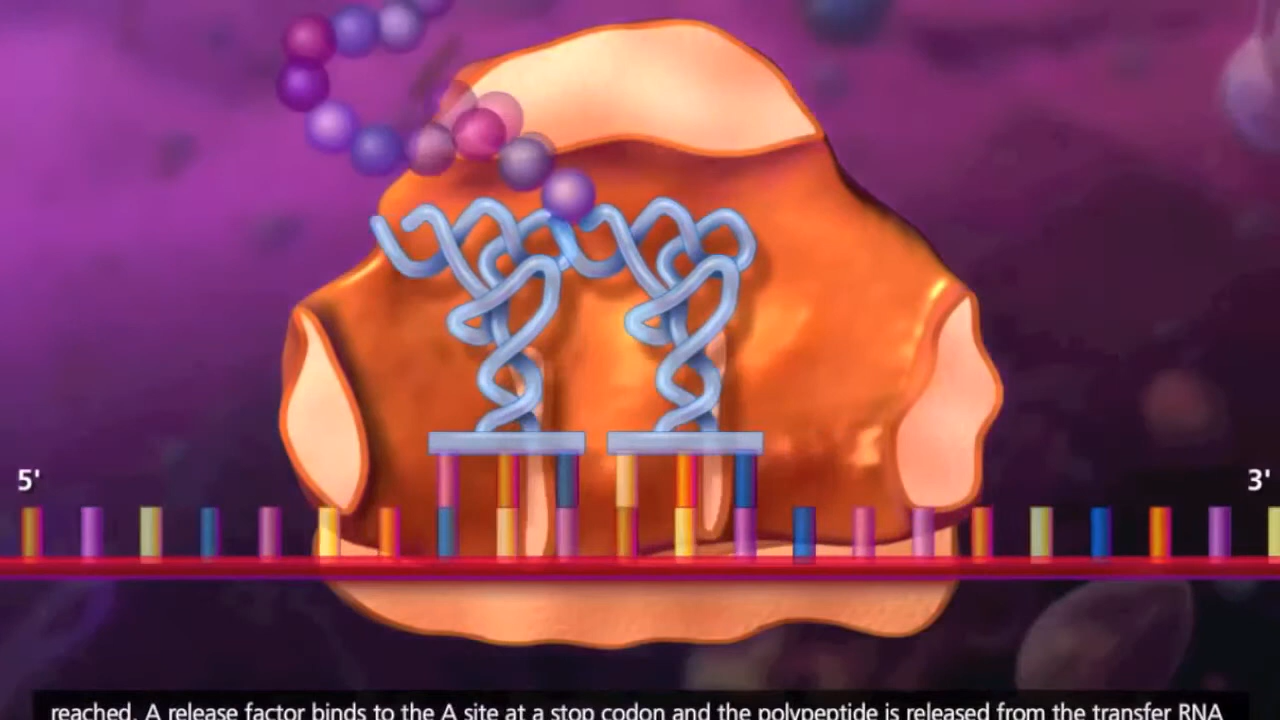 5'
3'
reached. A release factor binds to the A site at a stop codon and the polypeptide is released from the transfer RNA